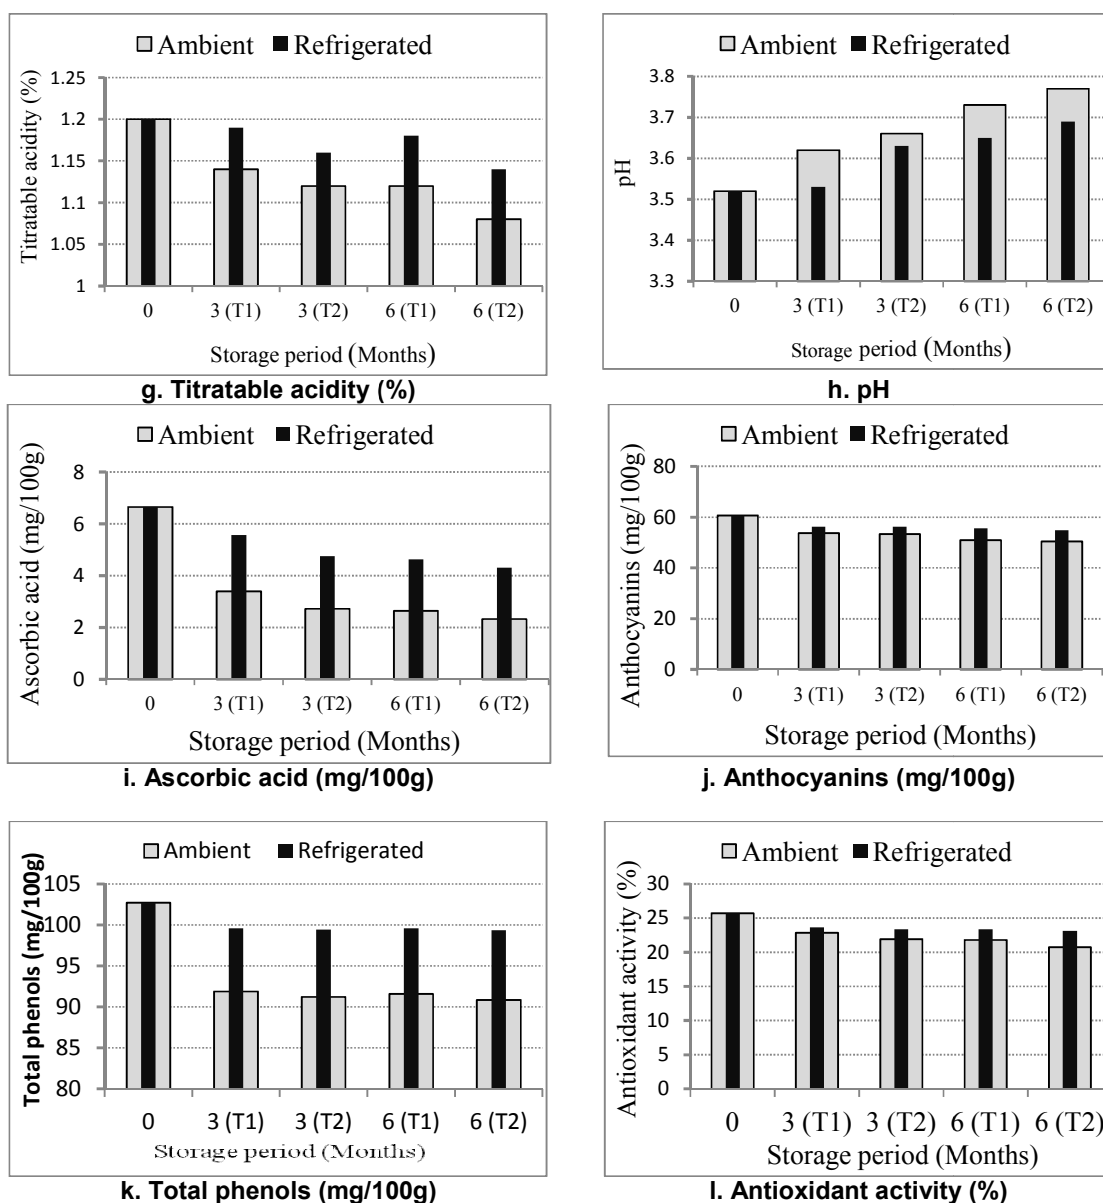 Ambient Refrigerated
Titratable acidity (%)
1.25
1.2
1.15
1.1
1.05
1
0 3 (T1) 3 (T2) 6 (T1) 6 (T2)
Storage period (Months)
g. Titratable acidity (%)
Ambient Refrigerated
pH
3.8
3.7
3.6
3.5
3.4
3.3
0 3 (T1) 3 (T2) 6 (T1) 6 (T2)
Storage period (Months)
h. pH
Ambient Refrigerated
Ascorbic acid (mg/100g)
8
6
4
2
0
0 3 (T1) 3 (T2) 6 (T1) 6 (T2)
Storage period (Months)
i. Ascorbic acid (mg/100g)
Ambient Refrigerated
Anthocyanins (mg/100g)
80
60
40
20
0
0 3 (T1) 3 (T2) 6 (T1) 6 (T2)
Storage period (Months)
j. Anthocyanins (mg/100g)
Ambient Refrigerated
Total phenols (mg/100g)
105
100
95
90
85
80
0 3 (T1) 3 (T2) 6 (T1) 6 (T2)
Storage period (Months)
k. Total phenols (mg/100g)
Ambient Refrigerated
Antioxidant activity (%)
30
25
20
15
10
5
0
0 3 (T1) 3 (T2) 6 (T1) 6 (T2)
Storage period (Months)
l. Antioxidant activity (%)